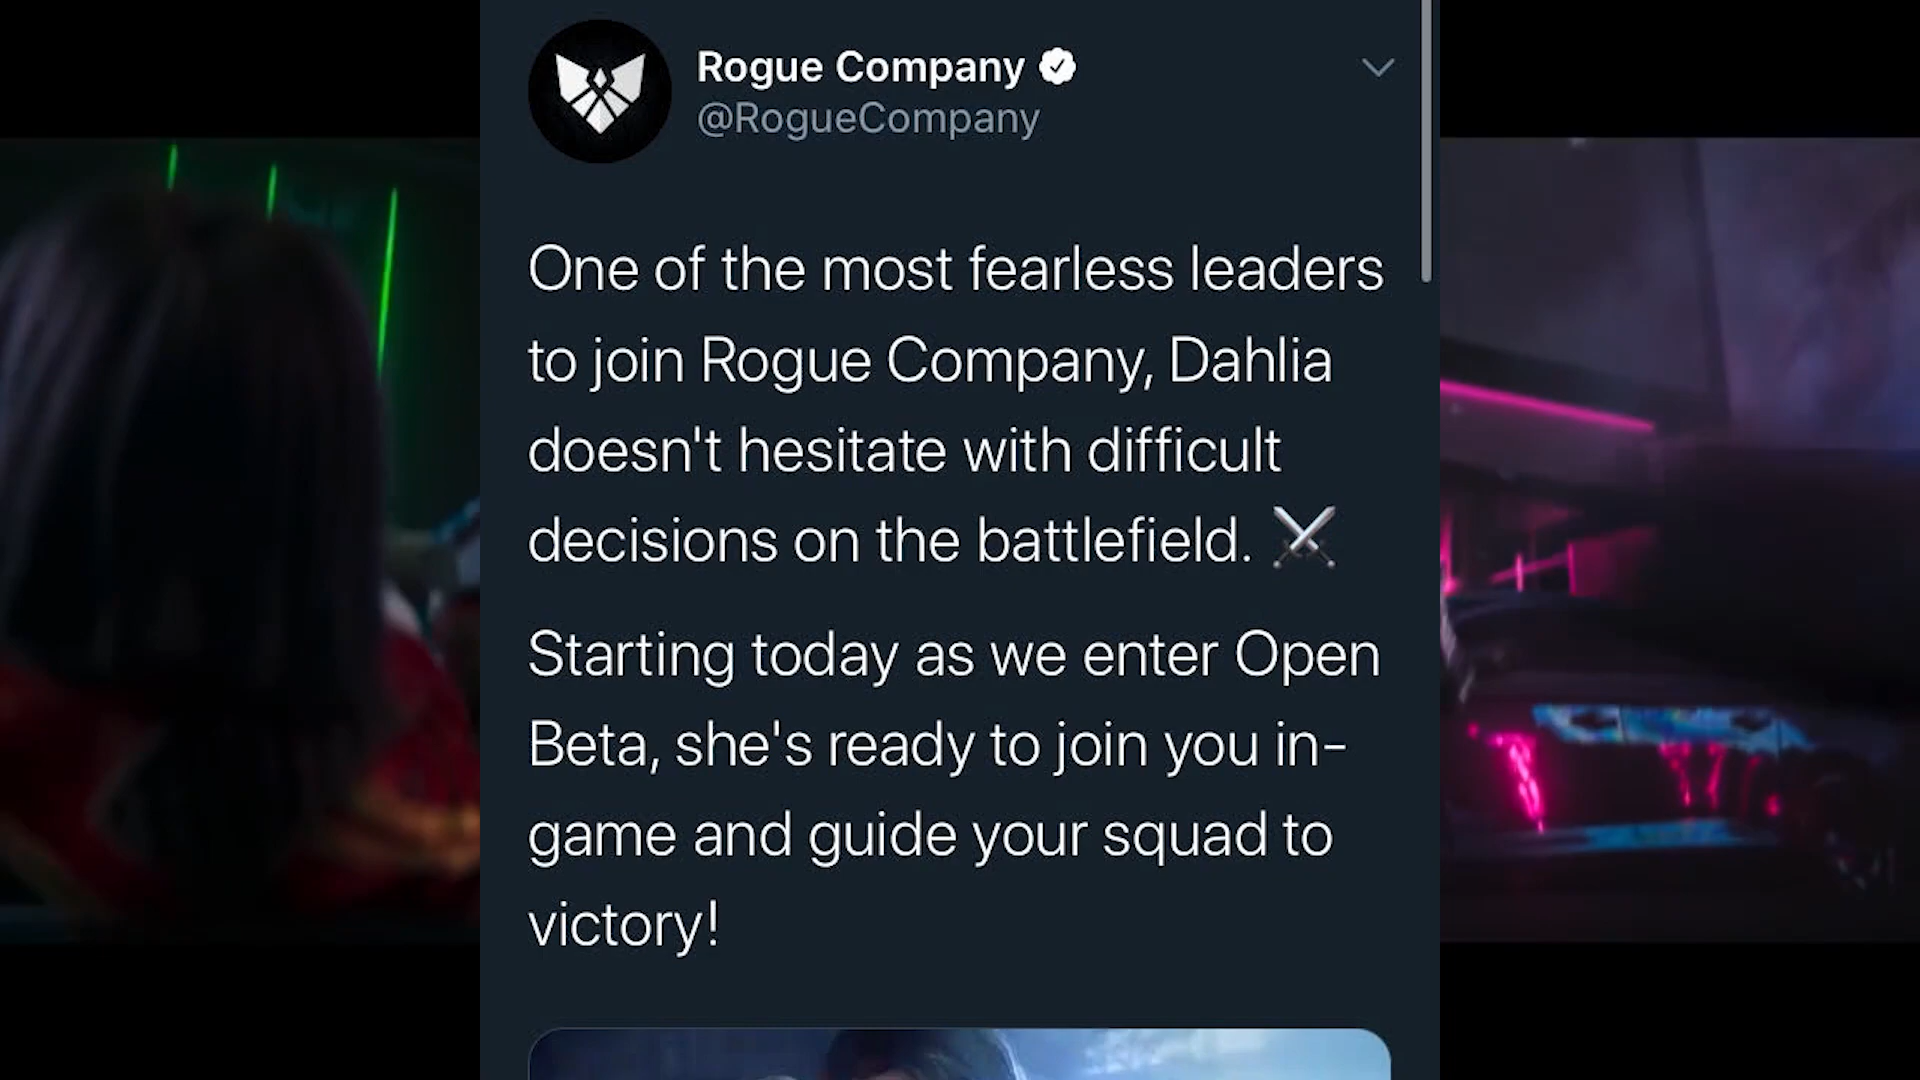 Rogue Company
@RogueCompany
One of the most fearless leaders
to join Rogue Company, Dahlia
doesn't hesitate with difficult
decisions on the battlefield. ⚔️
Starting today as we enter Open
Beta, she's ready to join you in-
game and guide your squad to
victory!